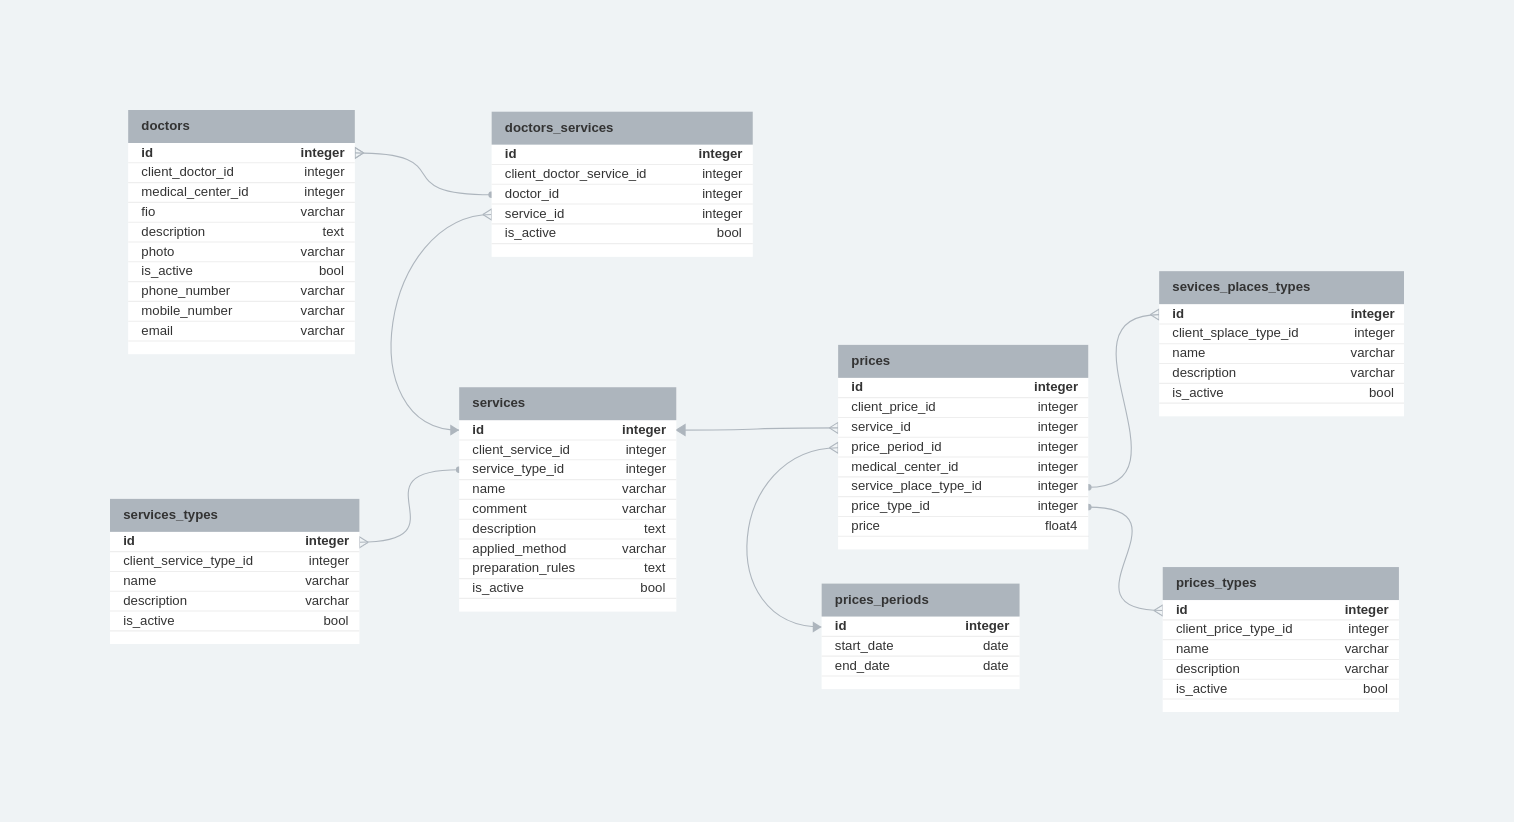 doctors
id integer
client_doctor_id integer
medical_center_id integer
fio varchar
description text
photo varchar
is_active bool
phone_number varchar
mobile_number varchar
email varchar
doctors_services
id integer
client_doctor_service_id integer
doctor_id integer
service_id integer
is_active bool
sevices_places_types
id integer
client_splace_type_id integer
name varchar
description varchar
is_active bool
prices
id integer
client_price_id integer
service_id integer
price_period_id integer
medical_center_id integer
service_place_type_id integer
price_type_id integer
price float4
services
id integer
client_service_id integer
service_type_id integer
name varchar
comment varchar
description text
applied_method varchar
preparation_rules text
is_active bool
services_types
id integer
client_service_type_id integer
name varchar
description varchar
is_active bool
prices_periods
id integer
start_date date
end_date date
prices_types
id integer
client_price_type_id integer
name varchar
description varchar
is_active bool